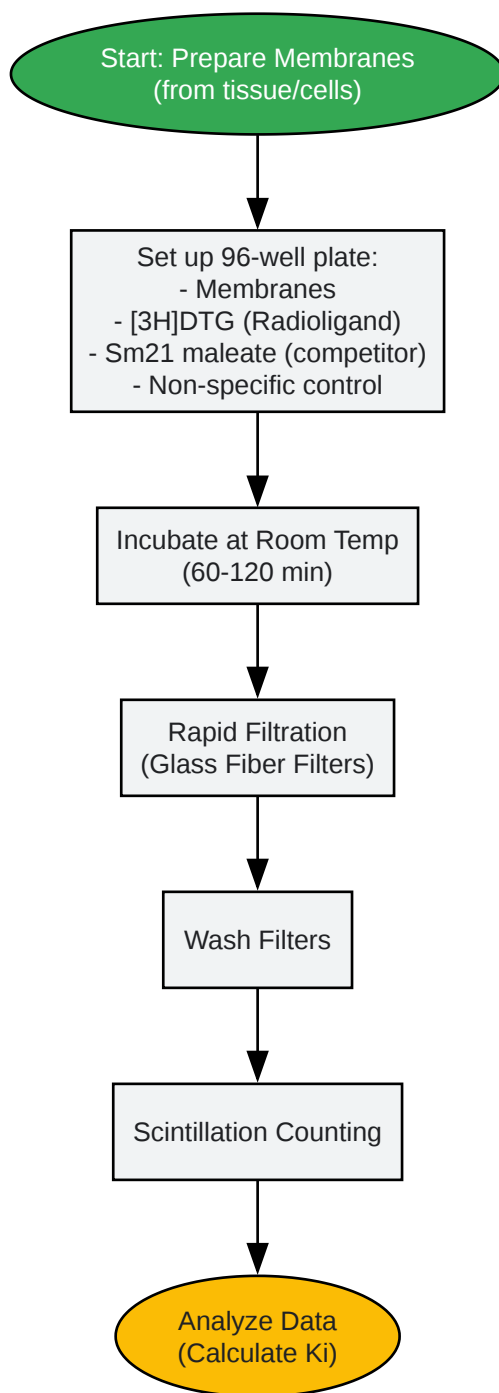 Start: Prepare Membranes
(from tissue/cells)
Set up 96-well plate:
- Membranes
- [3H]DTG (Radioligand)
- Sm21 maleate (competitor)
- Non-specific control
Incubate at Room Temp
(60-120 min)
Rapid Filtration
(Glass Fiber Filters)
Wash Filters
Scintillation Counting
Analyze Data
(Calculate Ki)